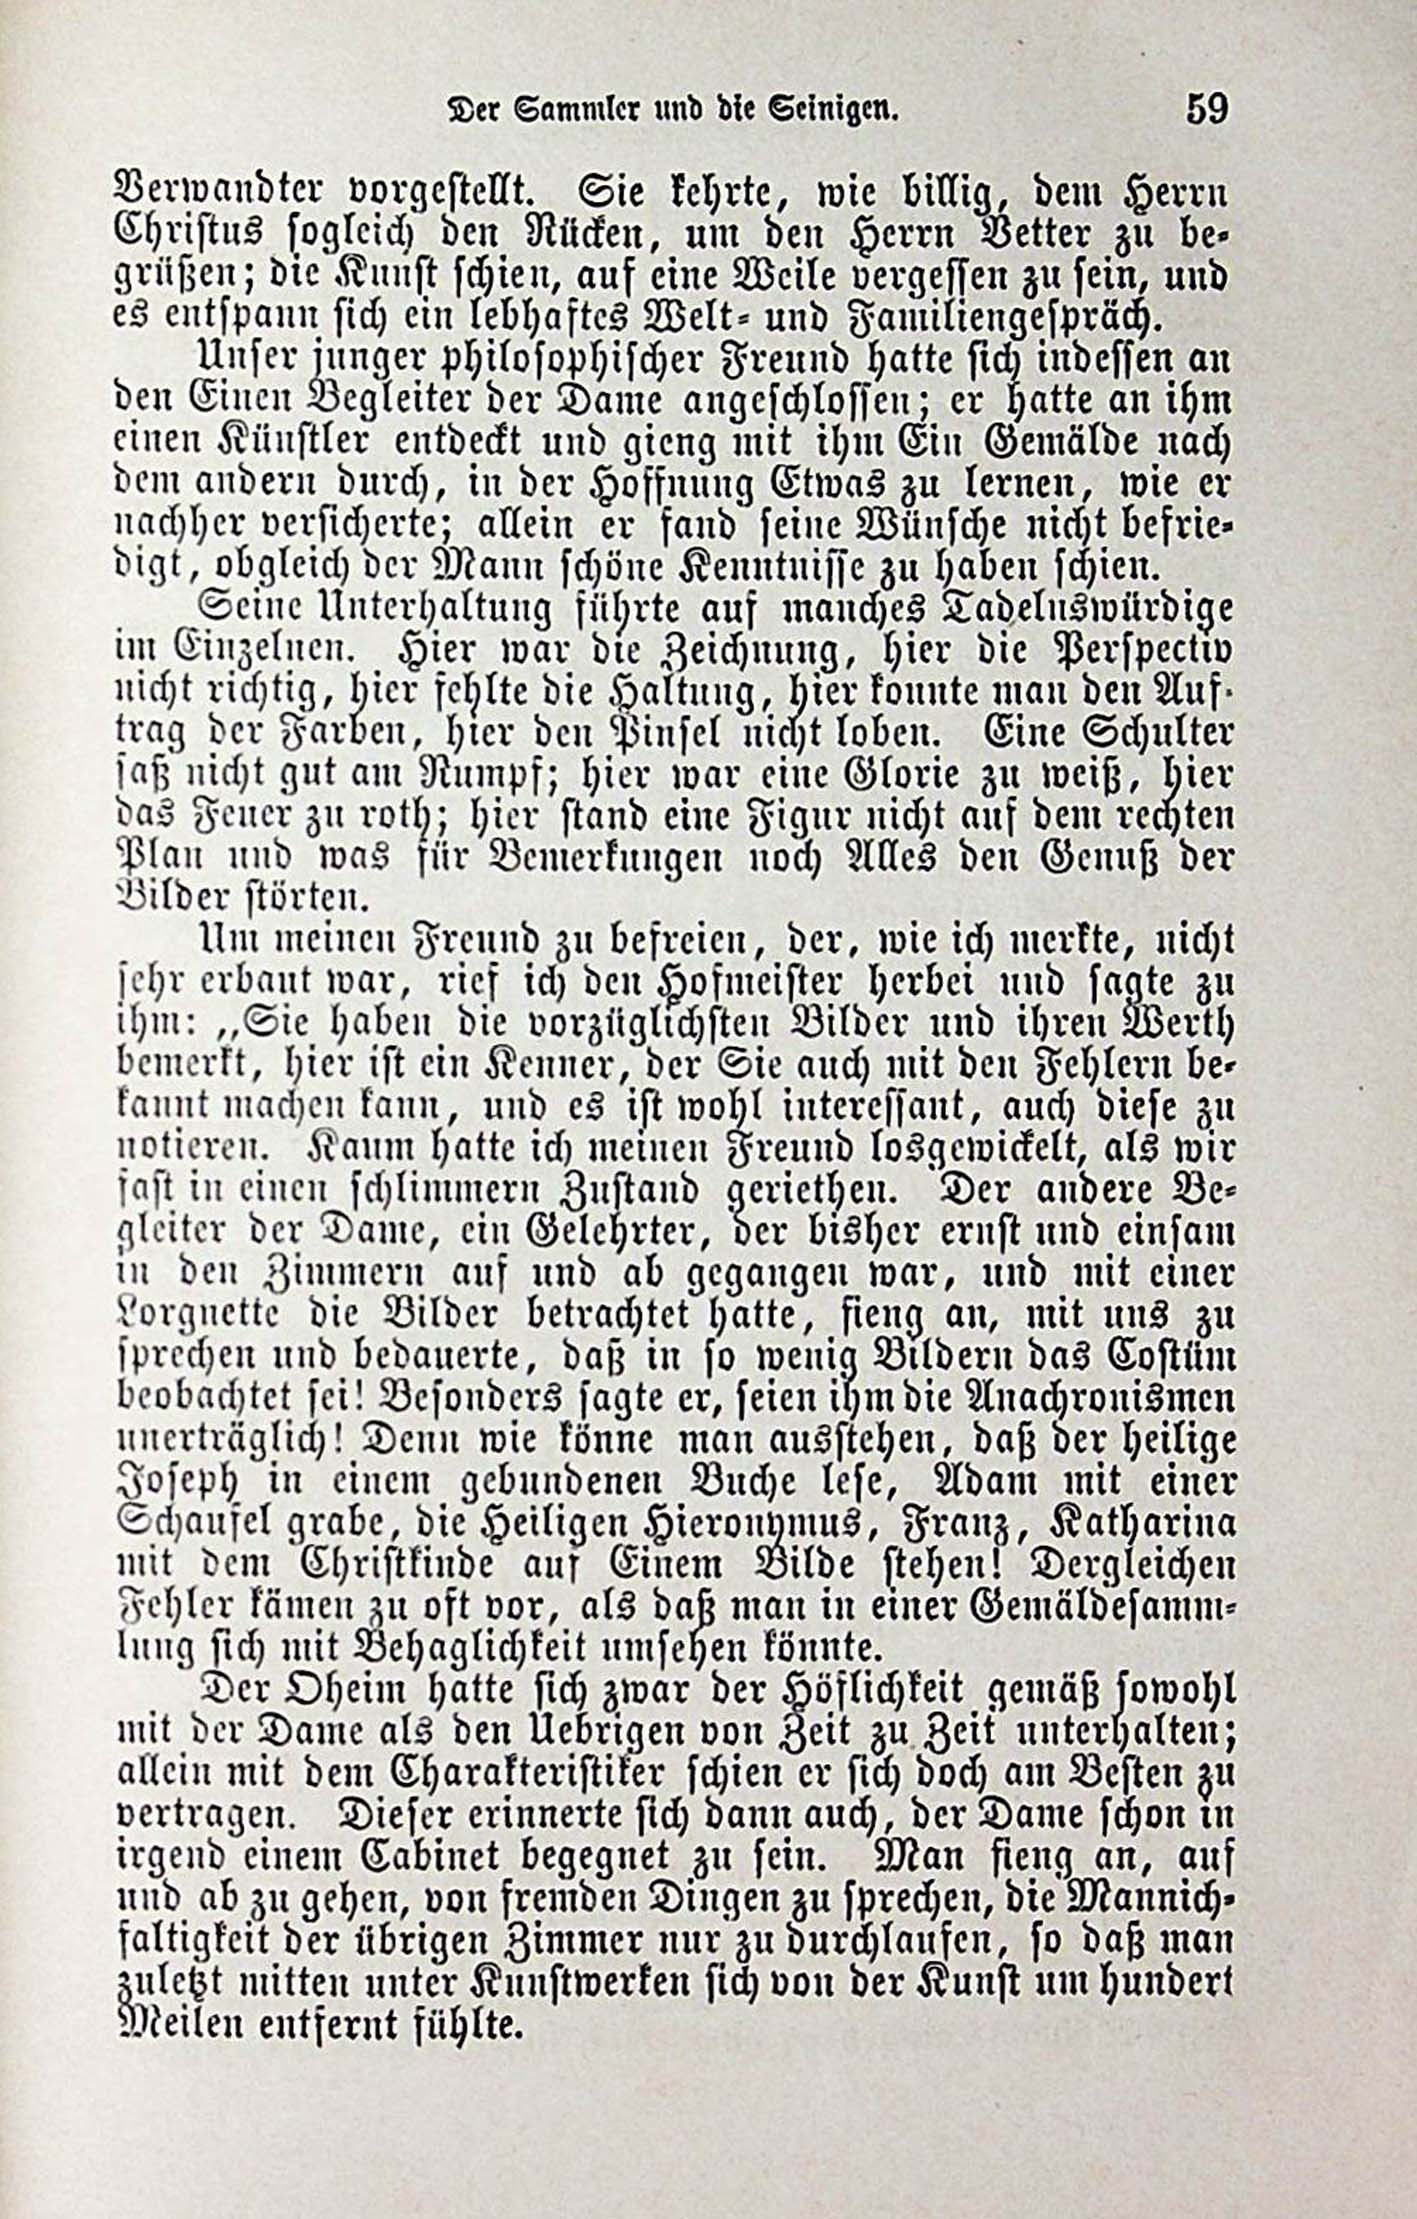 Der Sammler und die Seinigen. 59
Verwandter vorgestellt. Sie kehrte, wie billig, dem Herrn
Christus sogleich den Rücken, um den Herrn Vetter zu be-
grüßen; die Kunst schien, auf eine Weile vergessen zu sein, und
es entspann sich ein lebhaftes Welt- und Familiengespräch.
Unser junger philosophischer Freund hatte sich indessen an
den Einen Begleiter der Dame angeschlossen; er hatte an ihm
einen Künstler entdeckt und gieng mit ihm Ein Gemälde nach
dem andern durch, in der Hoffnung Etwas zu lernen, wie er
nachher versicherte; allein er fand seine Wünsche nicht befrie-
digt, obgleich der Mann schöne Kenntnisse zu haben schien.
Seine Unterhaltung führte auf manches Tadelnswürdige
im Einzelnen. Hier war die Zeichnung, hier die Perspectiv
nicht richtig, hier fehlte die Haltung, hier konnte man den Auf-
trag der Farben, hier den Pinsel nicht loben. Eine Schulter
saß nicht gut am Rumpf; hier war eine Glorie zu weiß, hier
das Feuer zu roth; hier stand eine Figur nicht auf dem rechten
Plan und was für Bemerkungen noch Alles den Genuß der
Bilder störten.
Um meinen Freund zu befreien, der, wie ich merkte, nicht
sehr erbaut war, rief ich den Hofmeister herbei und sagte zu
ihm: „Sie haben die vorzüglichsten Bilder und ihren Werth
bemerkt, hier ist ein Kenner, der Sie auch mit den Fehlern be-
kannt machen kann, und es ist wohl interessant, auch diese zu
notieren. Kaum hatte ich meinen Freund losgewickelt, als wir
fast in einen schlimmern Zustand geriethen. Der andere Be-
gleiter der Dame, ein Gelehrter, der bisher ernst und einsam
in den Zimmern auf und ab gegangen war, und mit einer
Lorgnette die Bilder betrachtet hatte, fieng an, mit uns zu
sprechen und bedauerte, daß in so wenig Bildern das Costüm
beobachtet sei! Besonders sagte er, seien ihm die Anachronismen
unerträglich! Denn wie könne man ausstehen, daß der heilige
Joseph in einem gebundenen Buche lese, Adam mit einer
Schaufel grabe, die Heiligen Hieronymus, Franz, Katharina
mit dem Christkinde auf Einem Bilde stehen! Dergleichen
Fehler kämen zu oft vor, als daß man in einer Gemäldesamm-
lung sich mit Behaglichkeit umsehen könnte.
Der Oheim hatte sich zwar der Höflichkeit gemäß sowohl
mit der Dame als den Uebrigen von Zeit zu Zeit unterhalten;
allein mit dem Charakteristiker schien er sich doch am Besten zu
vertragen. Dieser erinnerte sich dann auch, der Dame schon in
irgend einem Cabinet begegnet zu sein. Man fieng an, auf
und ab zu gehen, von fremden Dingen zu sprechen, die Mannich-
faltigkeit der übrigen Zimmer nur zu durchlaufen, so daß man
zuletzt mitten unter Kunstwerken sich von der Kunst um hundert
Meilen entfernt fühlte.